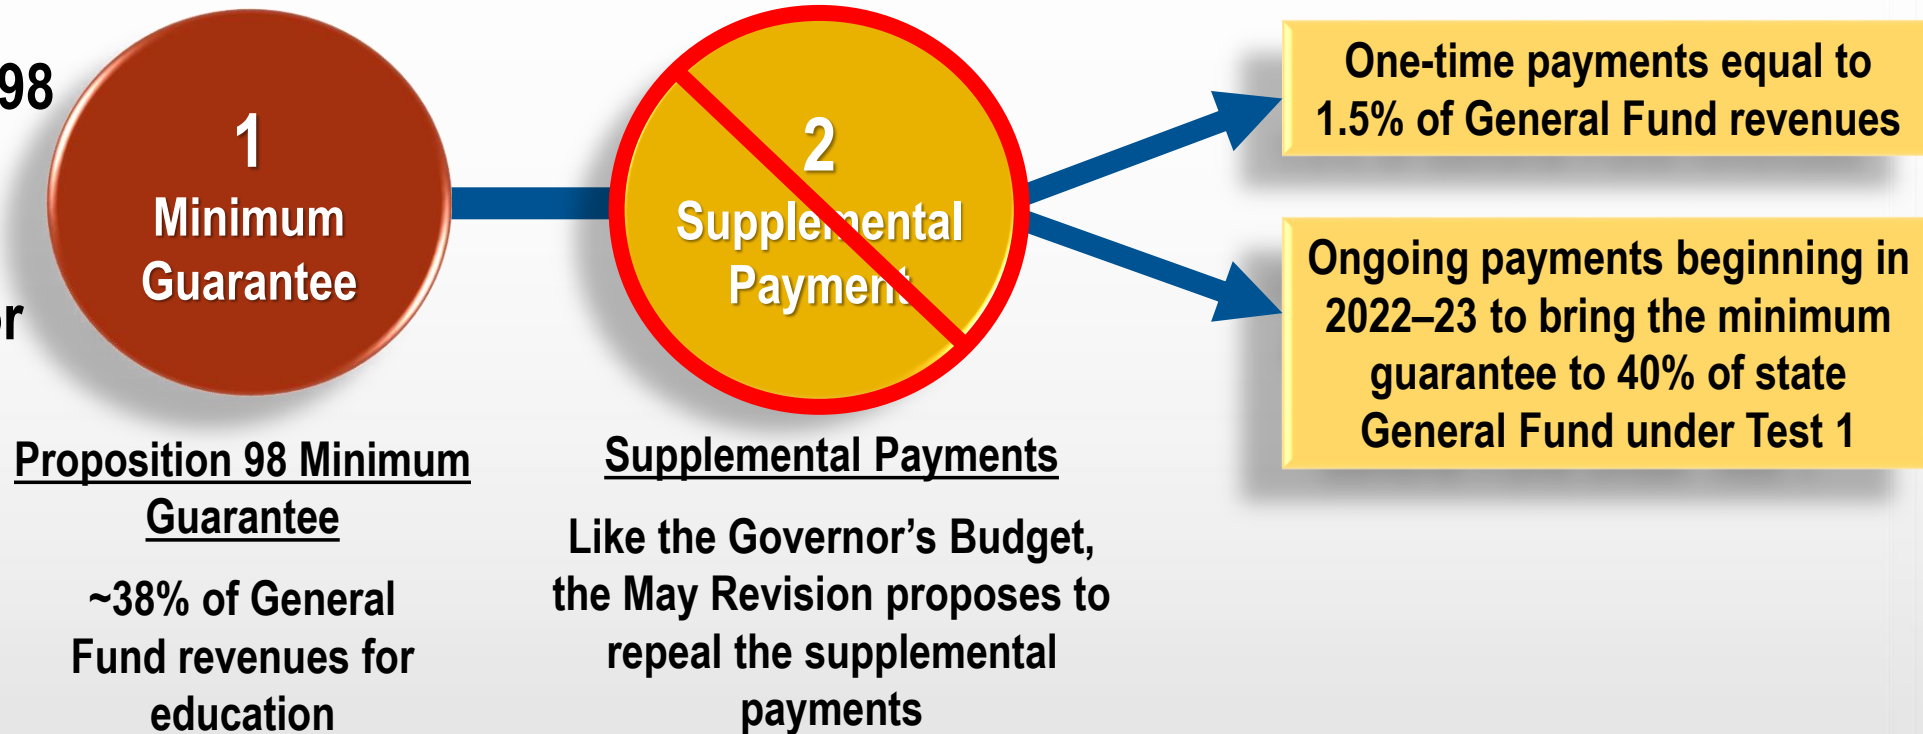 98
or
1
Minimum
Guarantee
2
Supplemental
Payment
One-time payments equal to
1.5% of General Fund revenues
Ongoing payments beginning in
2022–23 to bring the minimum
guarantee to 40% of state
General Fund under Test 1
Proposition 98 Minimum
Guarantee
~38% of General
Fund revenues for
education
Supplemental Payments
Like the Governor’s Budget,
the May Revision proposes to
repeal the supplemental
payments